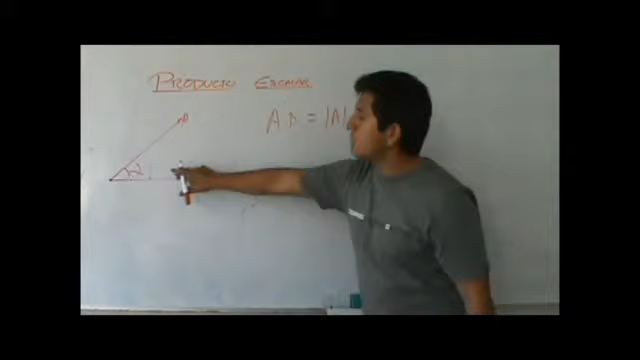 PRODUCTO ESCALAR
A B = |A|
α